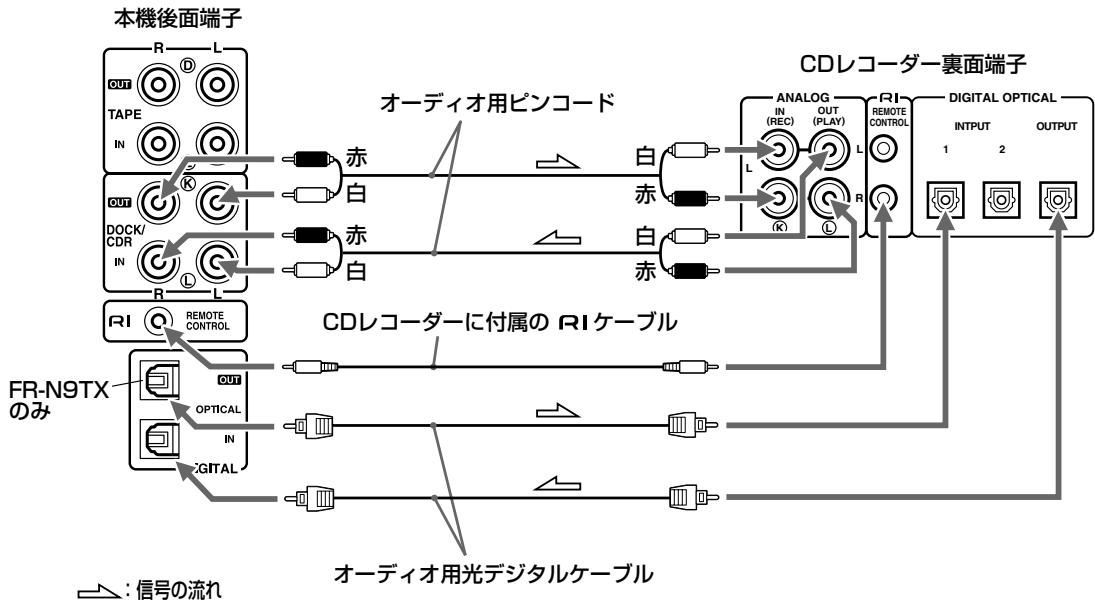 本機後面端子
R L
OUT
Ⓓ
TAPE
IN
Ⓚ
OUT
DOCK/
CDR
IN
Ⓛ
R L
RI REMOTE
CONTROL
FR-N9TX
のみ
OUT
OPTICAL
IN
GITAL
オーディオ用ピンコード
赤
白
赤
白
白
赤
白
赤
CDレコーダーに付属の RI ケーブル
オーディオ用光デジタルケーブル
CDレコーダー裏面端子
ANALOG
IN
(REC)
OUT
(PLAY)
L
L
R
Ⓚ Ⓛ
RI
REMOTE
CONTROL
DIGITAL OPTICAL
INTPUT OUTPUT
1 2
:信号の流れ